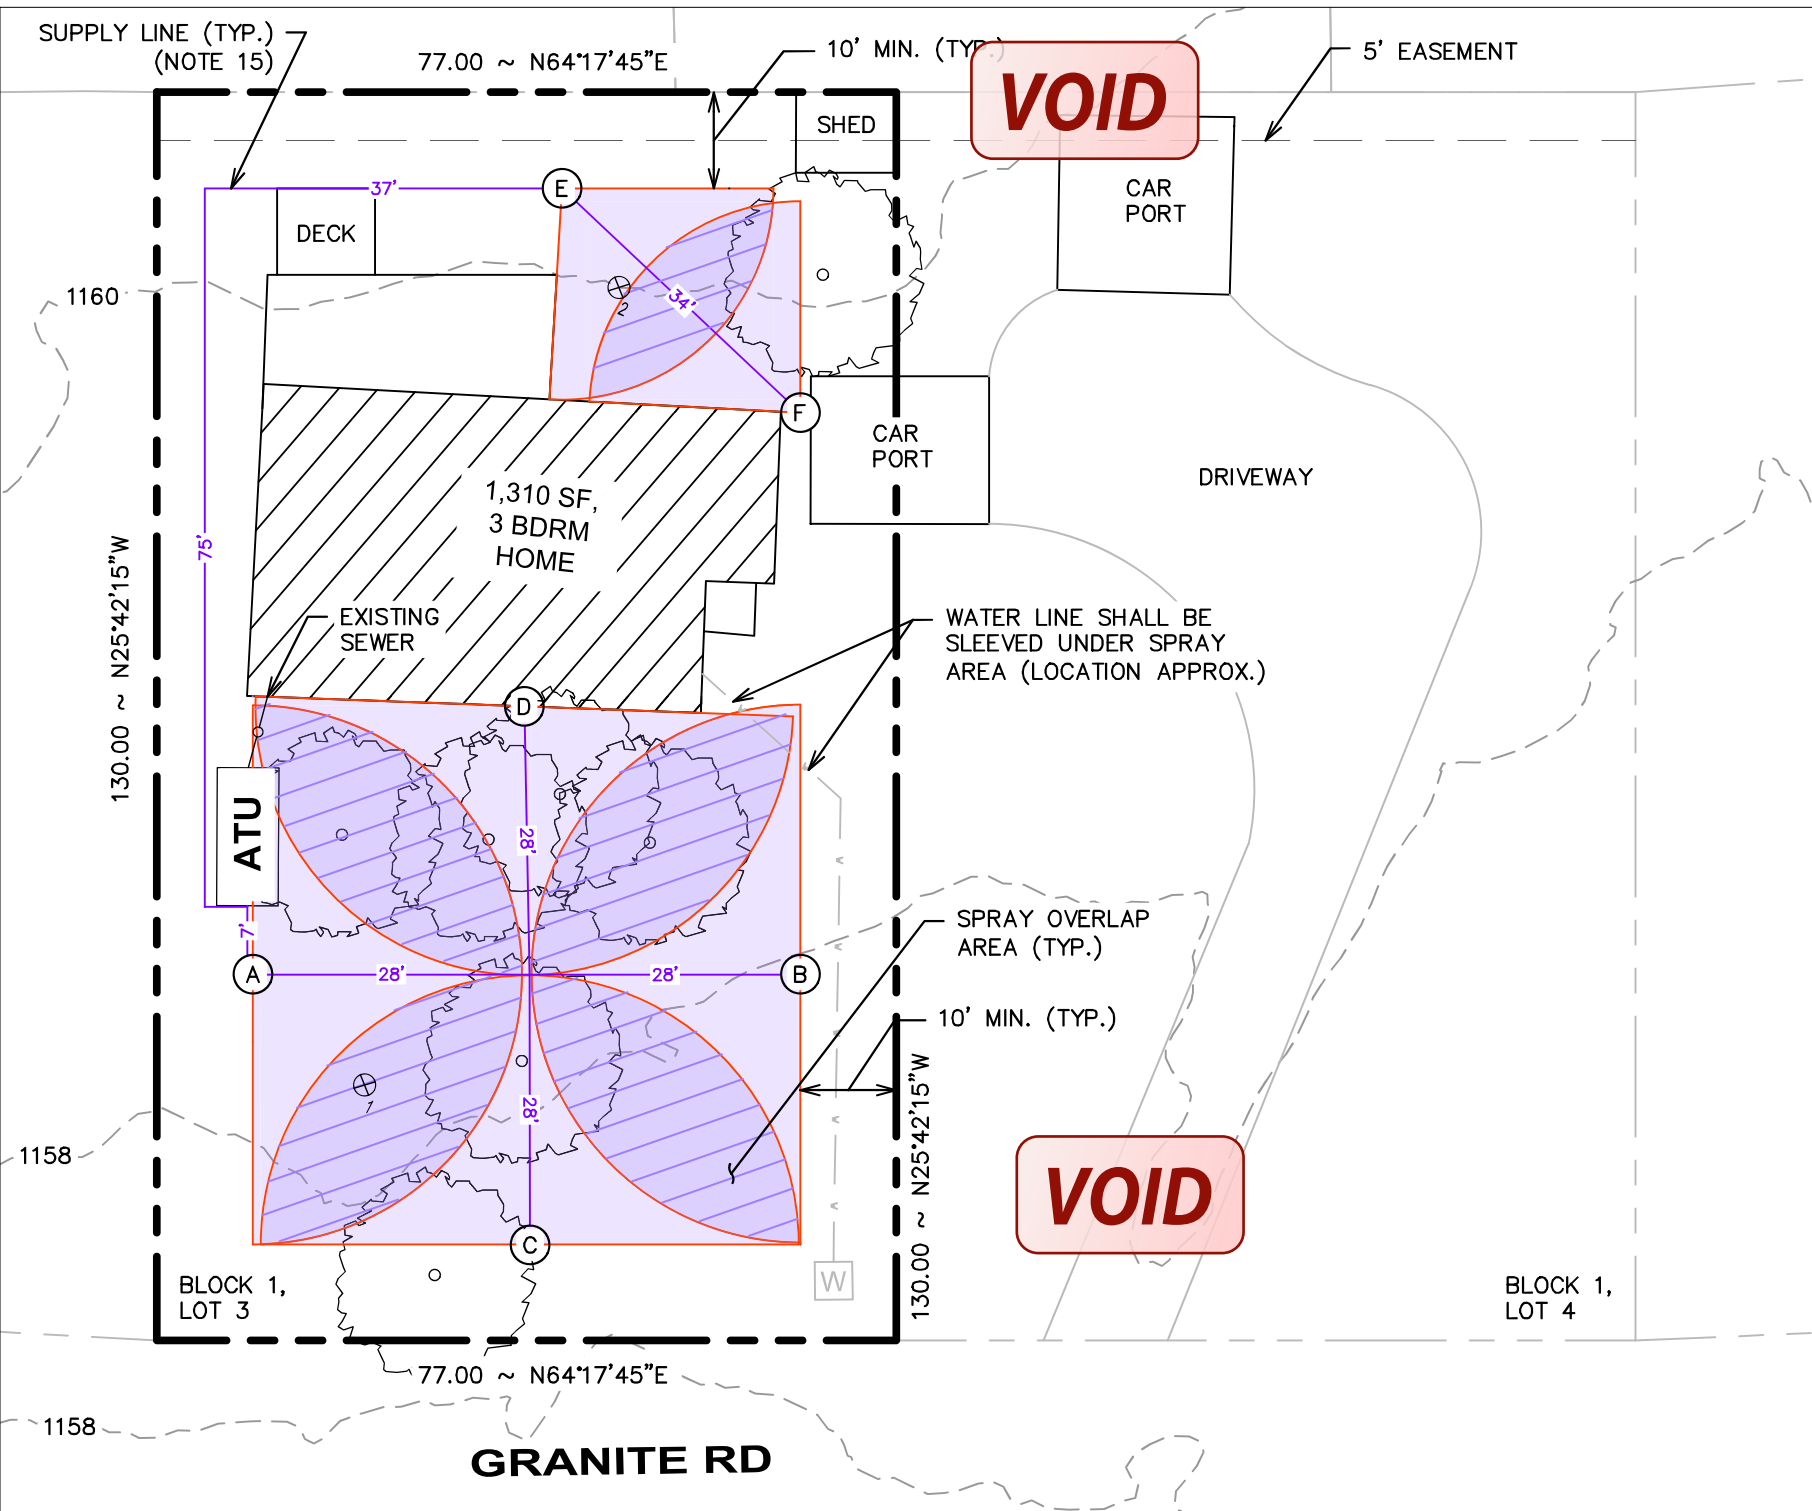 SUPPLY LINE (TYP.)
(NOTE 15)
77.00 ~ N64°17'45"E
10' MIN. (TYP.)
5' EASEMENT
VOID
SHED
CAR
PORT
37'
E
DECK
1160
2
34'
F
CAR
PORT
DRIVEWAY
1,310 SF,
3 BDRM
HOME
75'
130.00 ~ N25°42'15"W
EXISTING
SEWER
WATER LINE SHALL BE
SLEEVED UNDER SPRAY
AREA (LOCATION APPROX.)
D
ATU
28'
7'
SPRAY OVERLAP
AREA (TYP.)
A
28'
28'
B
10' MIN. (TYP.)
1
28'
130.00 ~ N25°42'15"W
1158
VOID
C
W
BLOCK 1,
LOT 3
BLOCK 1,
LOT 4
77.00 ~ N64°17'45"E
1158
GRANITE RD